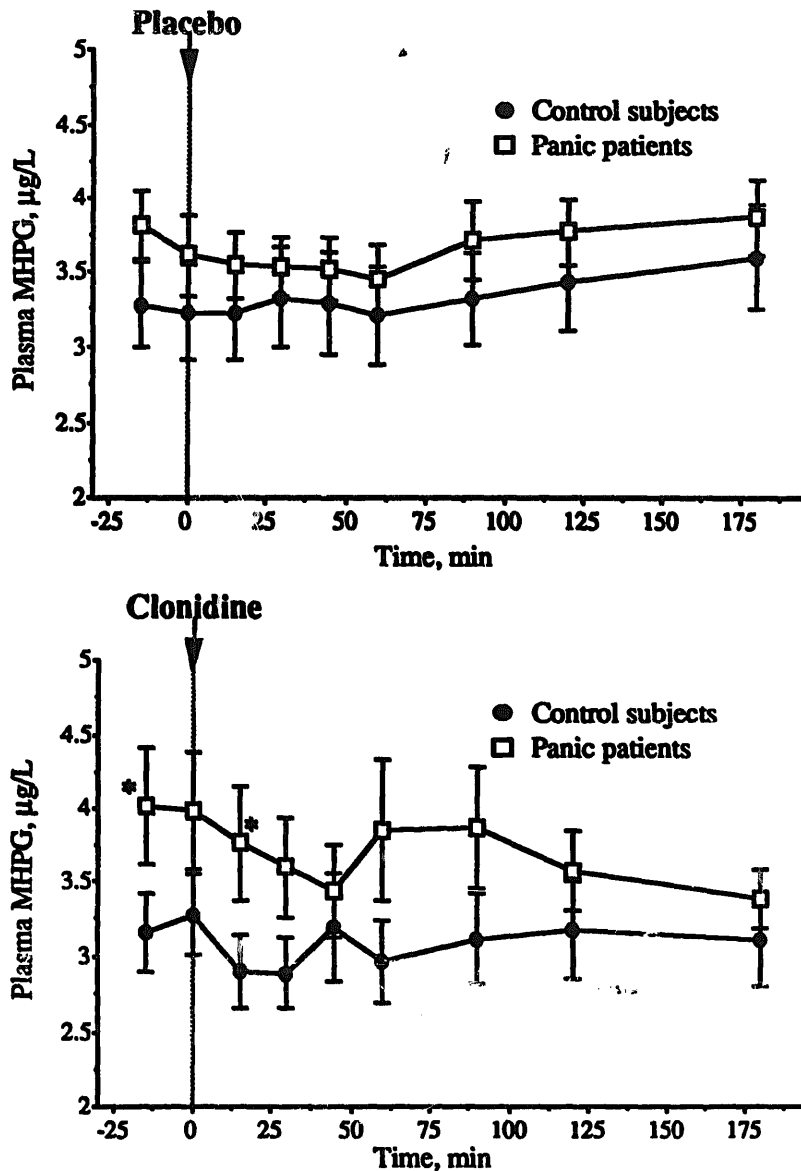 Placebo
5
4.5
4
3.5
3
2.5
2
Plasma MHPG, µg/L
● Control subjects
□ Panic patients
-25 0 25 50 75 100 125 150 175
Time, min
Clonidine
5
4.5
4
3.5
3
2.5
2
Plasma MHPG, µg/L
● Control subjects
□ Panic patients
*
*
-25 0 25 50 75 100 125 150 175
Time, min